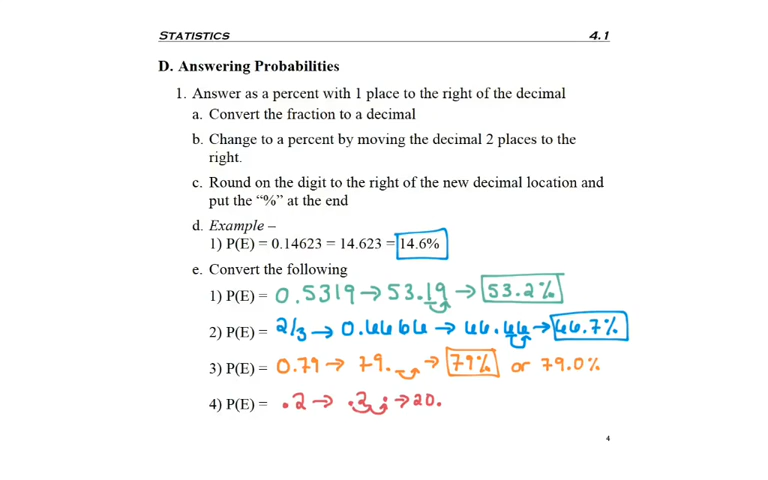 STATISTICS 4.1
D. Answering Probabilities
1. Answer as a percent with 1 place to the right of the decimal
a. Convert the fraction to a decimal
b. Change to a percent by moving the decimal 2 places to the
right.
c. Round on the digit to the right of the new decimal location and
put the “%” at the end
d. Example –
1) P(E) = 0.14623 = 14.623 = 14.6%
e. Convert the following
1) P(E) = 0.5319 → 53.19 → 53.2%
2) P(E) = 2/3 → 0.6666 → 66.66 → 66.7%
3) P(E) = 0.79 → 79. → 79% or 79.0%
4) P(E) = .2 → .2 . → 20.
4